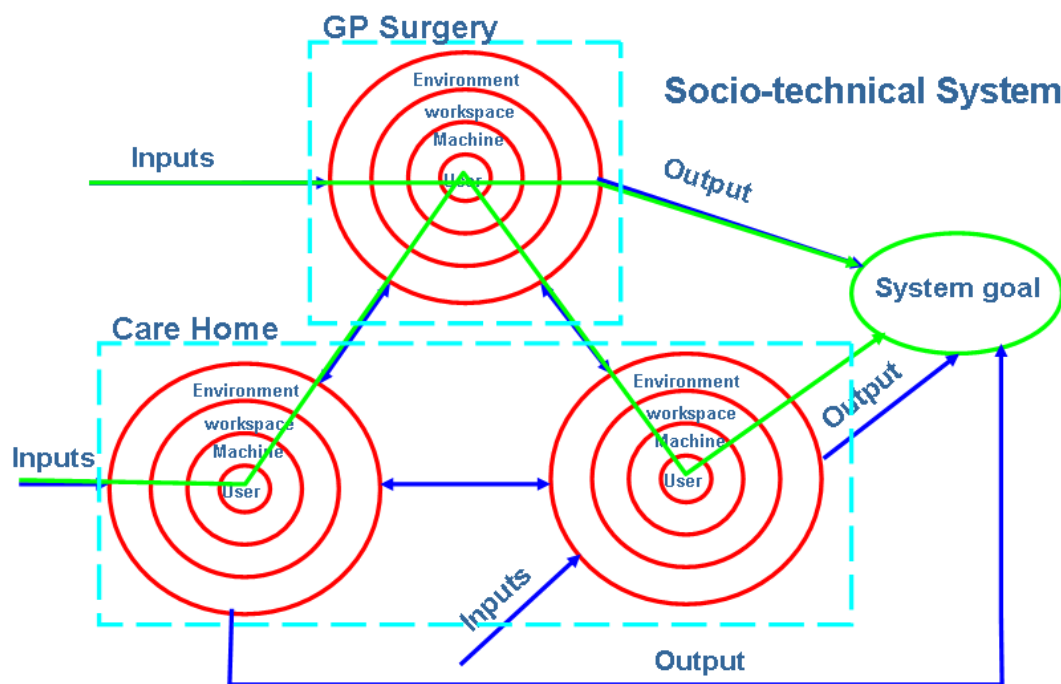 GP Surgery
Socio-technical System
Environment
workspace
Machine
User
Inputs
Output
System goal
Care Home
Environment
workspace
Machine
User
Inputs
Environment
workspace
Machine
User
Output
Inputs
Output